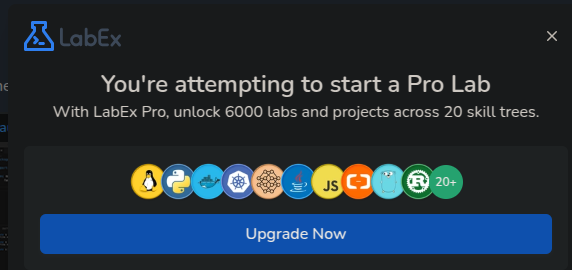 LabEx
You're attempting to start a Pro Lab
With LabEx Pro, unlock 6000 labs and projects across 20 skill trees.
JS
R
20+
Upgrade Now